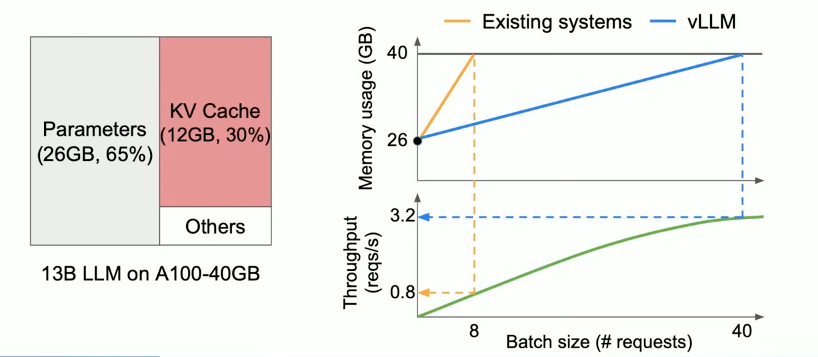 Existing systems
vLLM
Parameters
(26GB, 65%)
KV Cache
(12GB, 30%)
Others
13B LLM on A100-40GB
Memory usage (GB)
40
26
Throughput
(reqs/s)
3.2
0.8
8
40
Batch size (# requests)